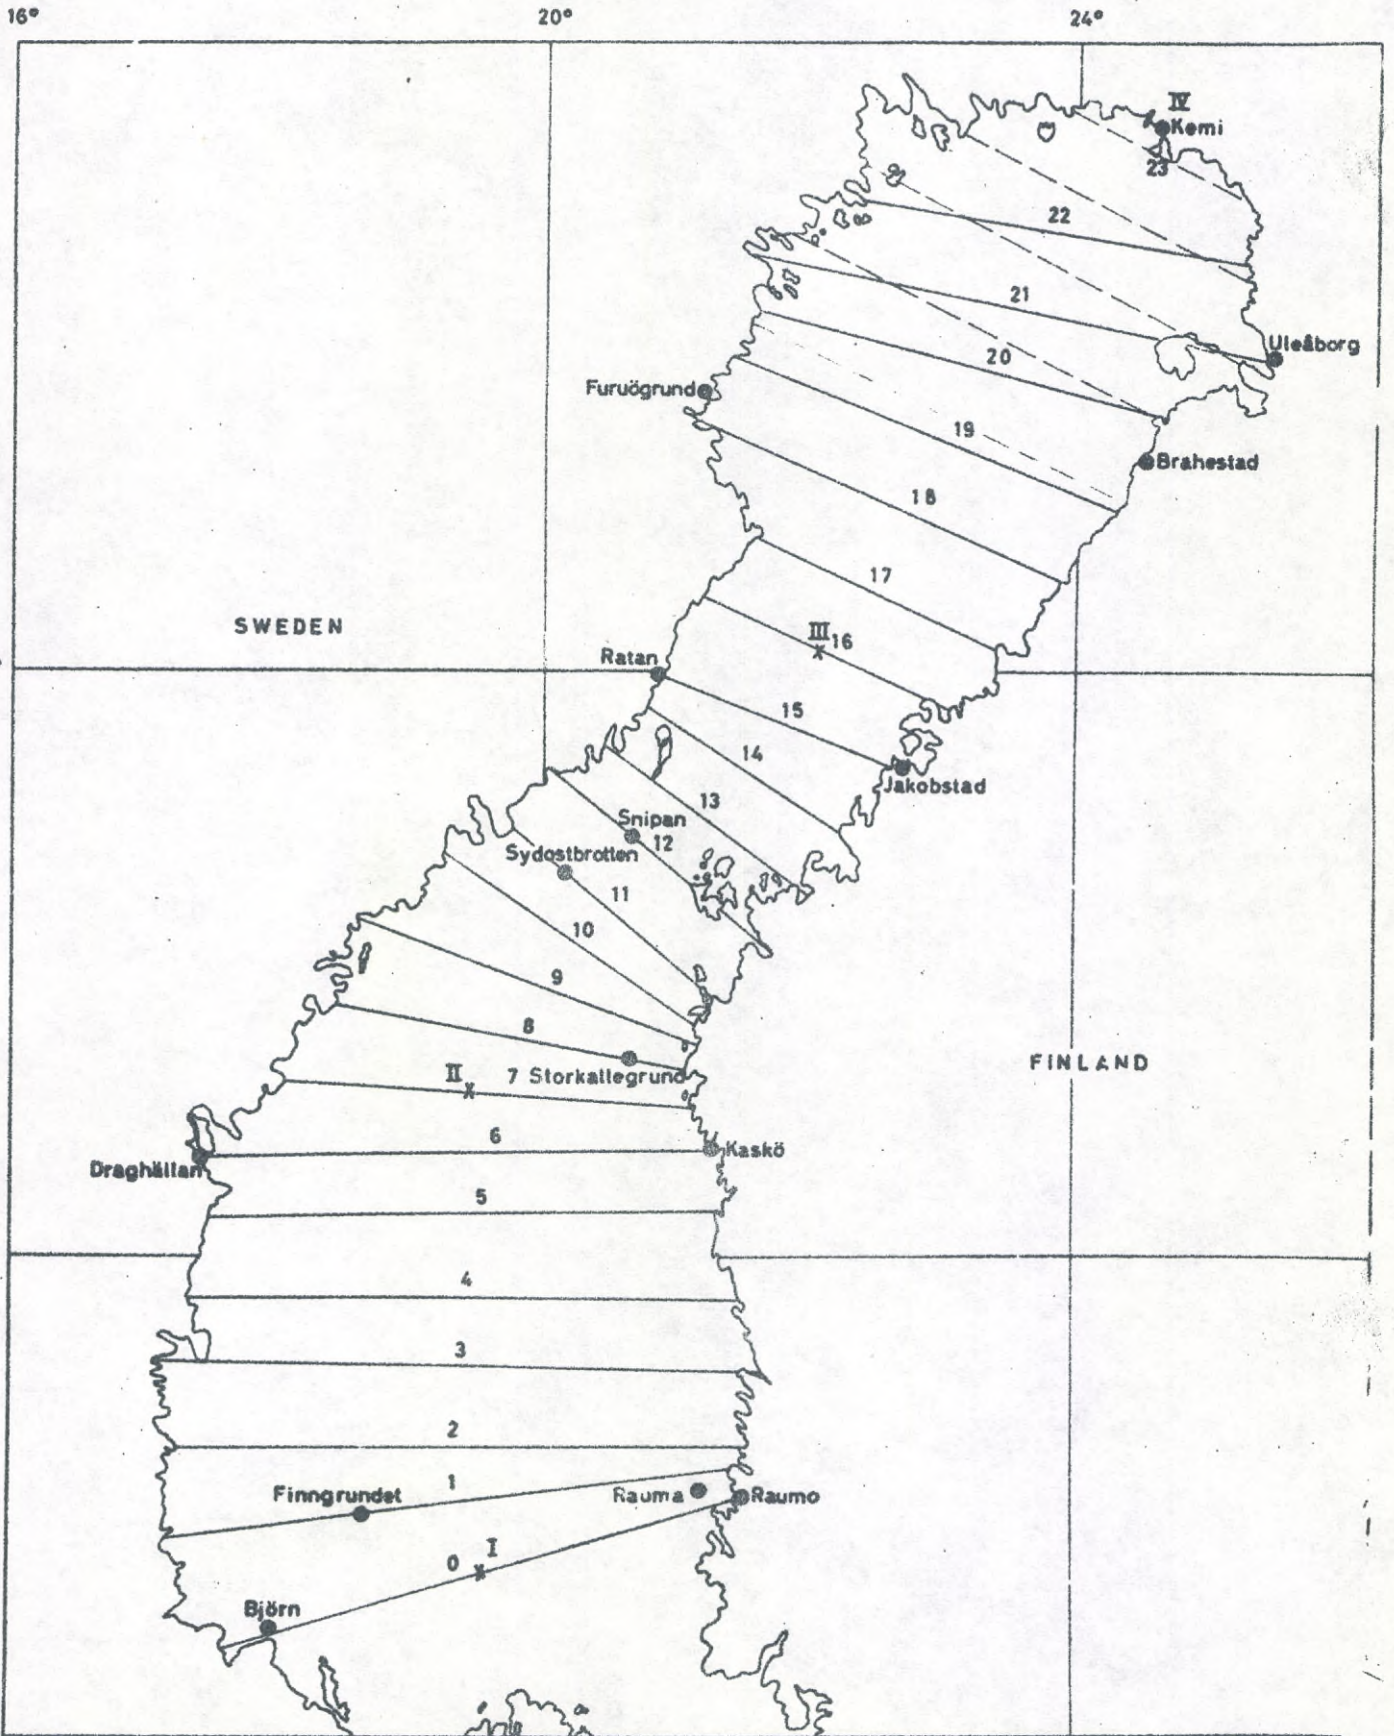 16° 20° 24°
IV
Kemi
23
22
21
Uleåborg
20
Furuögrund
19
Brahestad
18
17
SWEDEN
III 16
Ratan
15
14
Jakobstad
13
Snipan
12
Sydostbrotten
11
10
9
8
FINLAND
II 7 Storkallegrund
6
Kaskö
Draghällan
5
4
3
2
1
Finngrundet
Rauma
Raumo
I
0
Björn